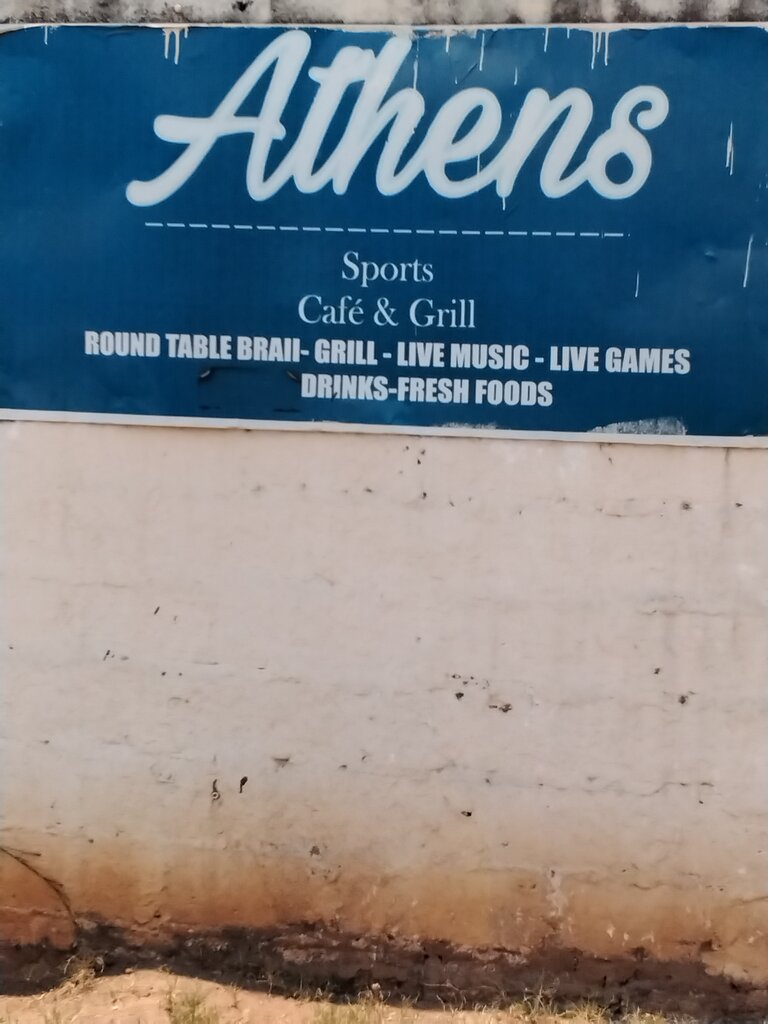 Athens
Sports
Café & Grill
ROUND TABLE BRAII- GRILL - LIVE MUSIC - LIVE GAMES
DRINKS-FRESH FOODS